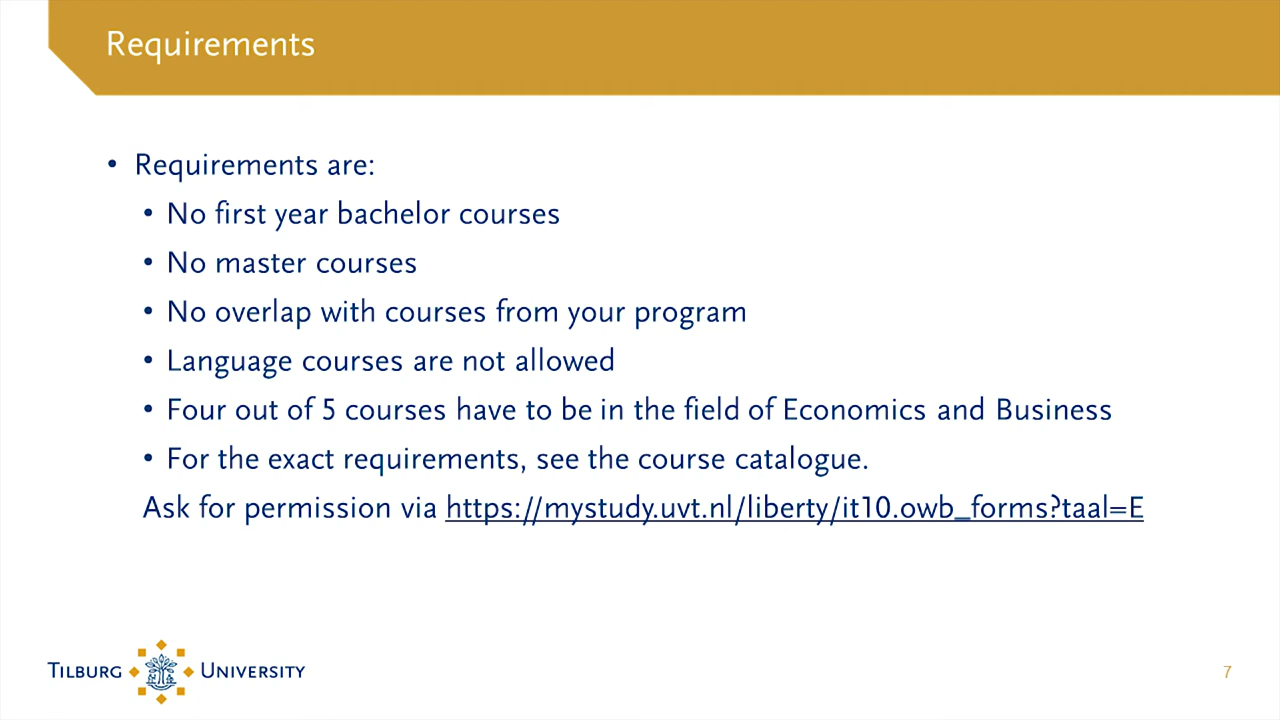 Requirements
• Requirements are:
• No first year bachelor courses
• No master courses
• No overlap with courses from your program
• Language courses are not allowed
• Four out of 5 courses have to be in the field of Economics and Business
• For the exact requirements, see the course catalogue.
Ask for permission via https://mystudy.uvt.nl/liberty/it10.owb_forms?taal=E
TILBURG UNIVERSITY
7